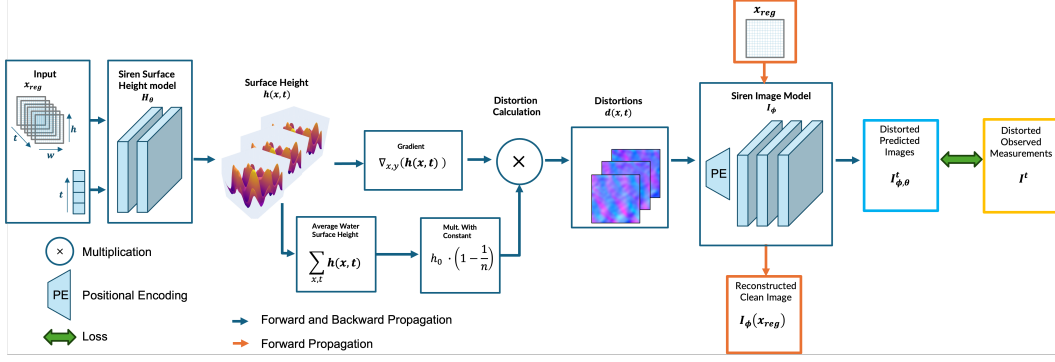 Input
x_reg
t
h
w
t
Siren Surface
Height model
H_θ
Surface Height
h(x, t)
Gradient
∇_{x,y}(h(x, t))
Average Water
Surface Height
∑_{x,t} h(x, t)
Mult. With
Constant
h_0 · (1 − 1/n)
Distortion
Calculation
×
Distortions
d(x, t)
x_reg
Siren Image Model
I_ϕ
PE
Distorted
Predicted
Images
I^t_{ϕ,θ}
Distorted
Observed
Measurements
I^t
Reconstructed
Clean Image
I_ϕ(x_reg)
× Multiplication
PE Positional Encoding
Loss
Forward and Backward Propagation
Forward Propagation